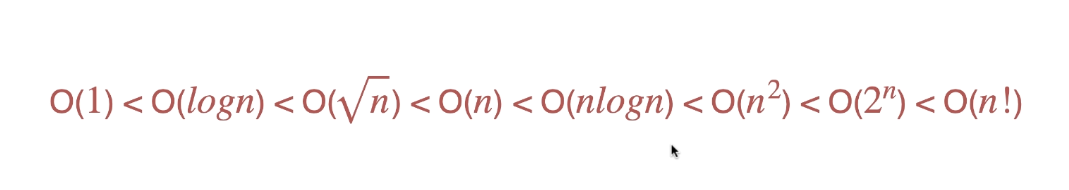 O(1) < O(logn) < O(√n) < O(n) < O(nlogn) < O(n²) < O(2ⁿ) < O(n!)